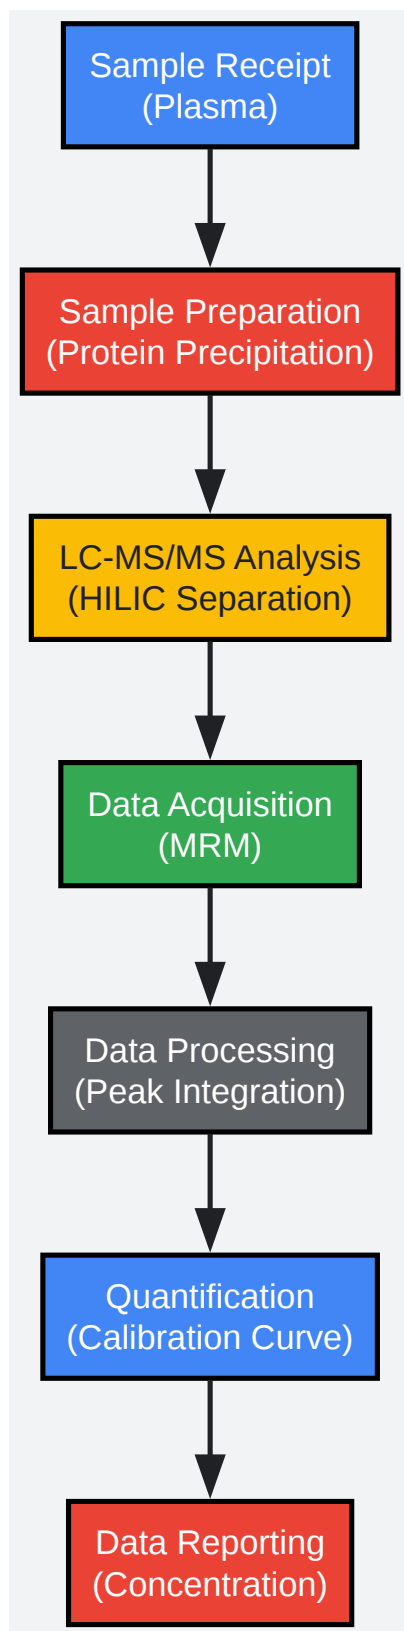 Sample Receipt
(Plasma)
Sample Preparation
(Protein Precipitation)
LC-MS/MS Analysis
(HILIC Separation)
Data Acquisition
(MRM)
Data Processing
(Peak Integration)
Quantification
(Calibration Curve)
Data Reporting
(Concentration)